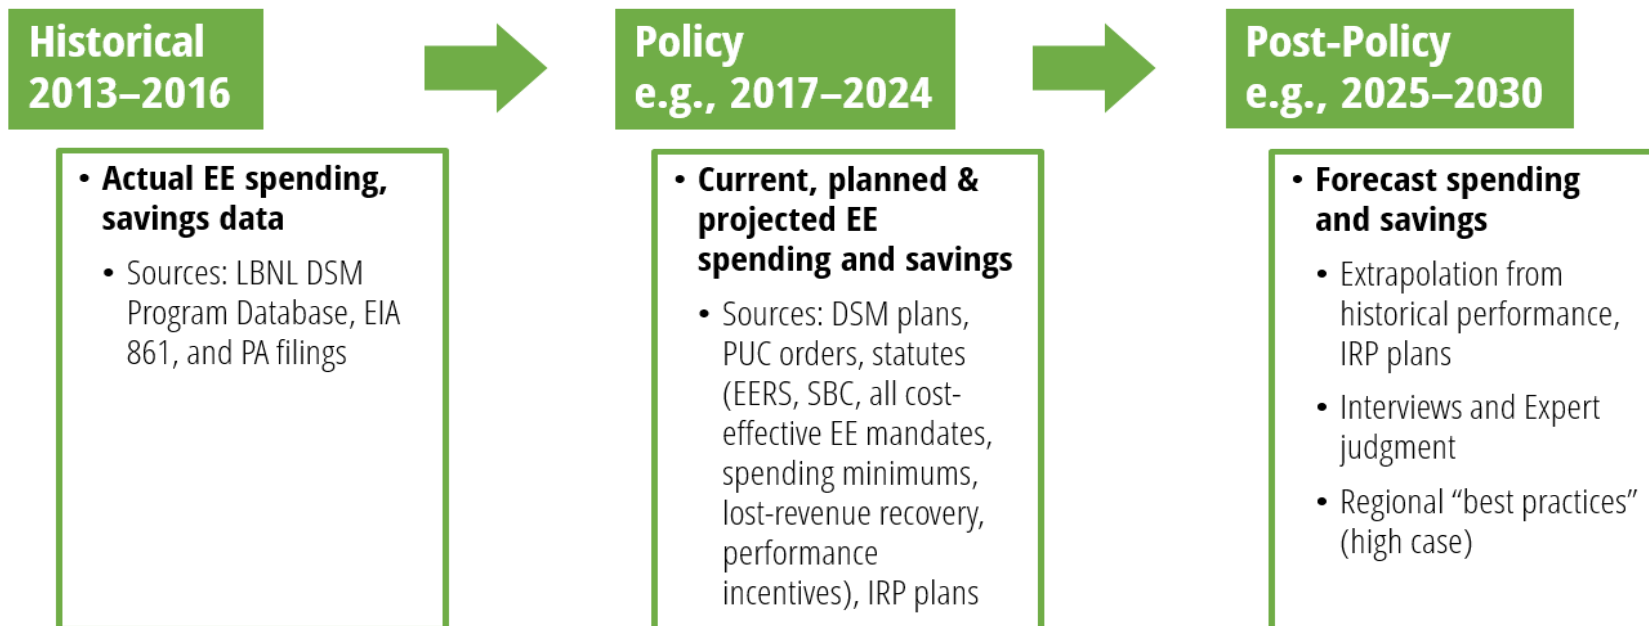 Historical
2013–2016
• Actual EE spending,
savings data
• Sources: LBNL DSM
Program Database, EIA
861, and PA filings
Policy
e.g., 2017–2024
• Current, planned &
projected EE
spending and savings
• Sources: DSM plans,
PUC orders, statutes
(EERS, SBC, all cost-
effective EE mandates,
spending minimums,
lost-revenue recovery,
performance
incentives), IRP plans
Post-Policy
e.g., 2025–2030
• Forecast spending
and savings
• Extrapolation from
historical performance,
IRP plans
• Interviews and Expert
judgment
• Regional “best practices”
(high case)